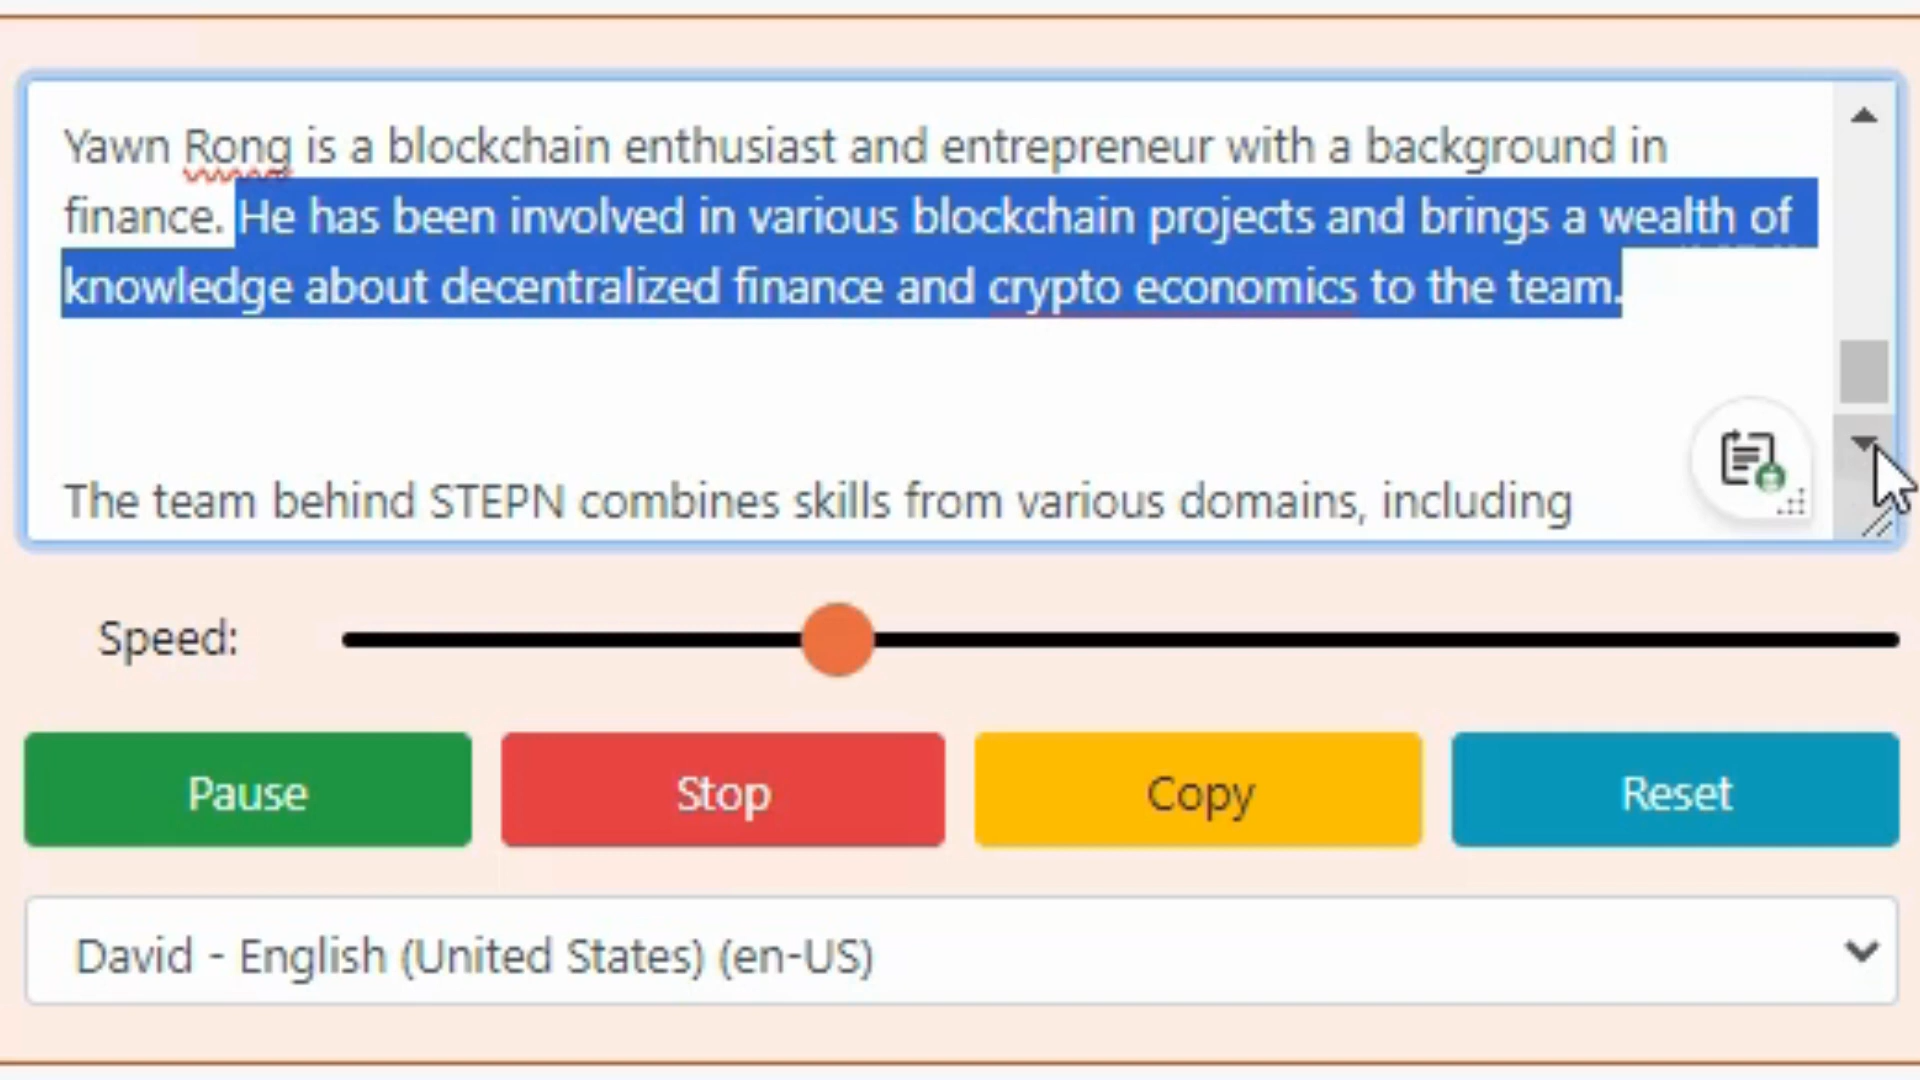 Yawn Rong is a blockchain enthusiast and entrepreneur with a background in
finance. He has been involved in various blockchain projects and brings a wealth of
knowledge about decentralized finance and crypto economics to the team.
The team behind STEPN combines skills from various domains, including
Speed:
Pause Stop Copy Reset
David - English (United States) (en-US)